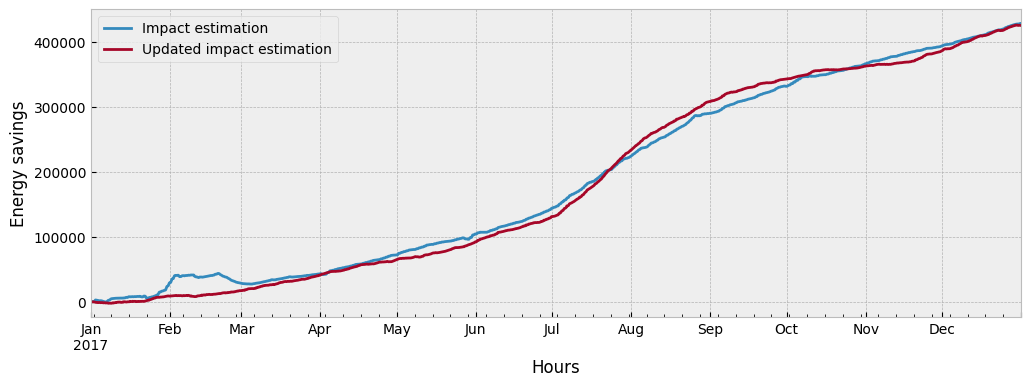 Impact estimation
Updated impact estimation
Energy savings
400000
300000
200000
100000
0
Jan Feb Mar Apr May Jun Jul Aug Sep Oct Nov Dec
2017
Hours